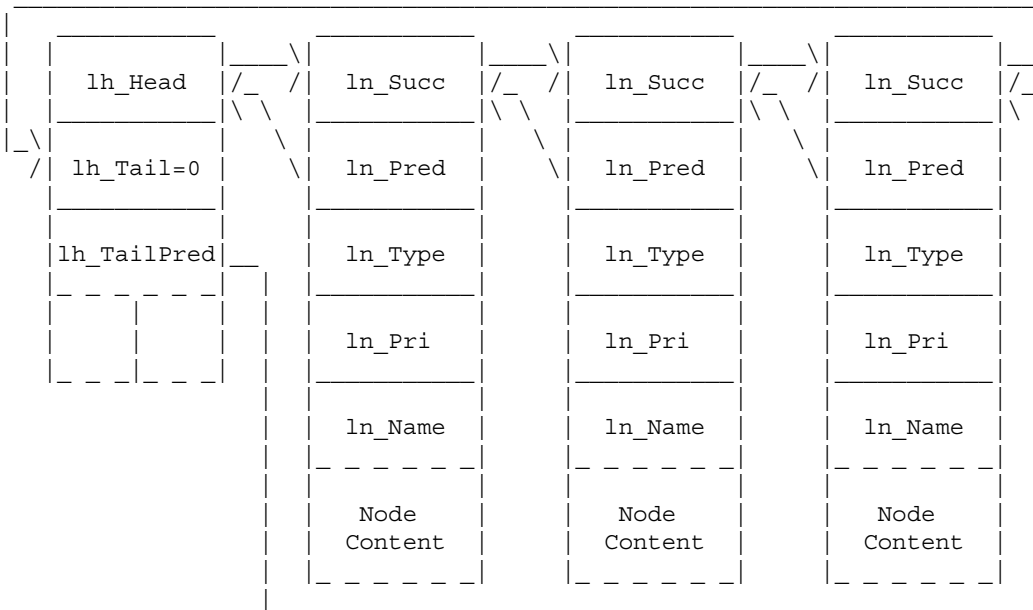 lh_Head ln_Succ ln_Succ ln_Succ
lh_Tail=0 ln_Pred ln_Pred ln_Pred
lh_TailPred ln_Type ln_Type ln_Type
ln_Pri ln_Pri ln_Pri
ln_Name ln_Name ln_Name
Node Node Node
Content Content Content